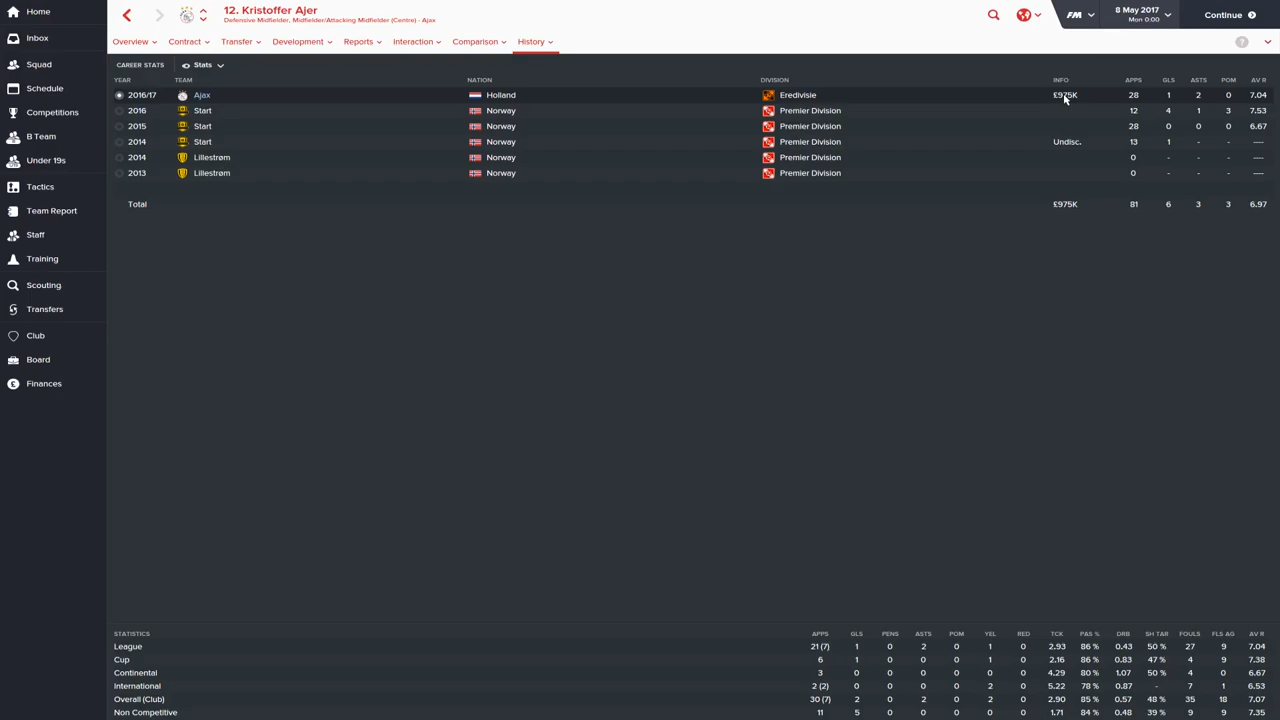 Home
Inbox
Squad
Schedule
Competitions
B Team
Under 19s
Tactics
Team Report
Staff
Training
Scouting
Transfers
Club
Board
Finances
12. Kristoffer Ajer
Defensive Midfielder, Midfielder/Attacking Midfielder (Centre) - Ajax
FM
8 May 2017
Mon 0:00
Continue
Overview Contract Transfer Development Reports Interaction Comparison History ?
CAREER STATS Stats
YEAR TEAM NATION DIVISION INFO APPS GLS ASTS POM AV R
2016/17 Ajax Holland Eredivisie £975K 28 1 2 0 7.04
2016 Start Norway Premier Division 12 4 1 3 7.53
2015 Start Norway Premier Division 28 0 0 0 6.67
2014 Start Norway Premier Division Undisc. 13 1 - - ----
2014 Lillestrøm Norway Premier Division 0 - - - ----
2013 Lillestrøm Norway Premier Division 0 - - - ----
Total £975K 81 6 3 3 6.97
STATISTICS APPS GLS PENS ASTS POM YEL RED TCK PAS % DRB SH TAR FOULS FLS AG AV R
League 21 (7) 1 0 2 0 1 0 2.93 86 % 0.43 50 % 27 9 7.04
Cup 6 1 0 0 0 1 0 2.16 86 % 0.83 47 % 4 9 7.38
Continental 3 0 0 0 0 0 0 4.29 80 % 1.07 50 % 4 0 6.67
International 2 (2) 0 0 0 0 2 0 5.22 78 % 0.87 - 7 1 6.53
Overall (Club) 30 (7) 2 0 2 0 2 0 2.90 85 % 0.57 48 % 35 18 7.07
Non Competitive 11 5 0 0 0 0 0 1.71 84 % 0.48 39 % 9 9 7.35